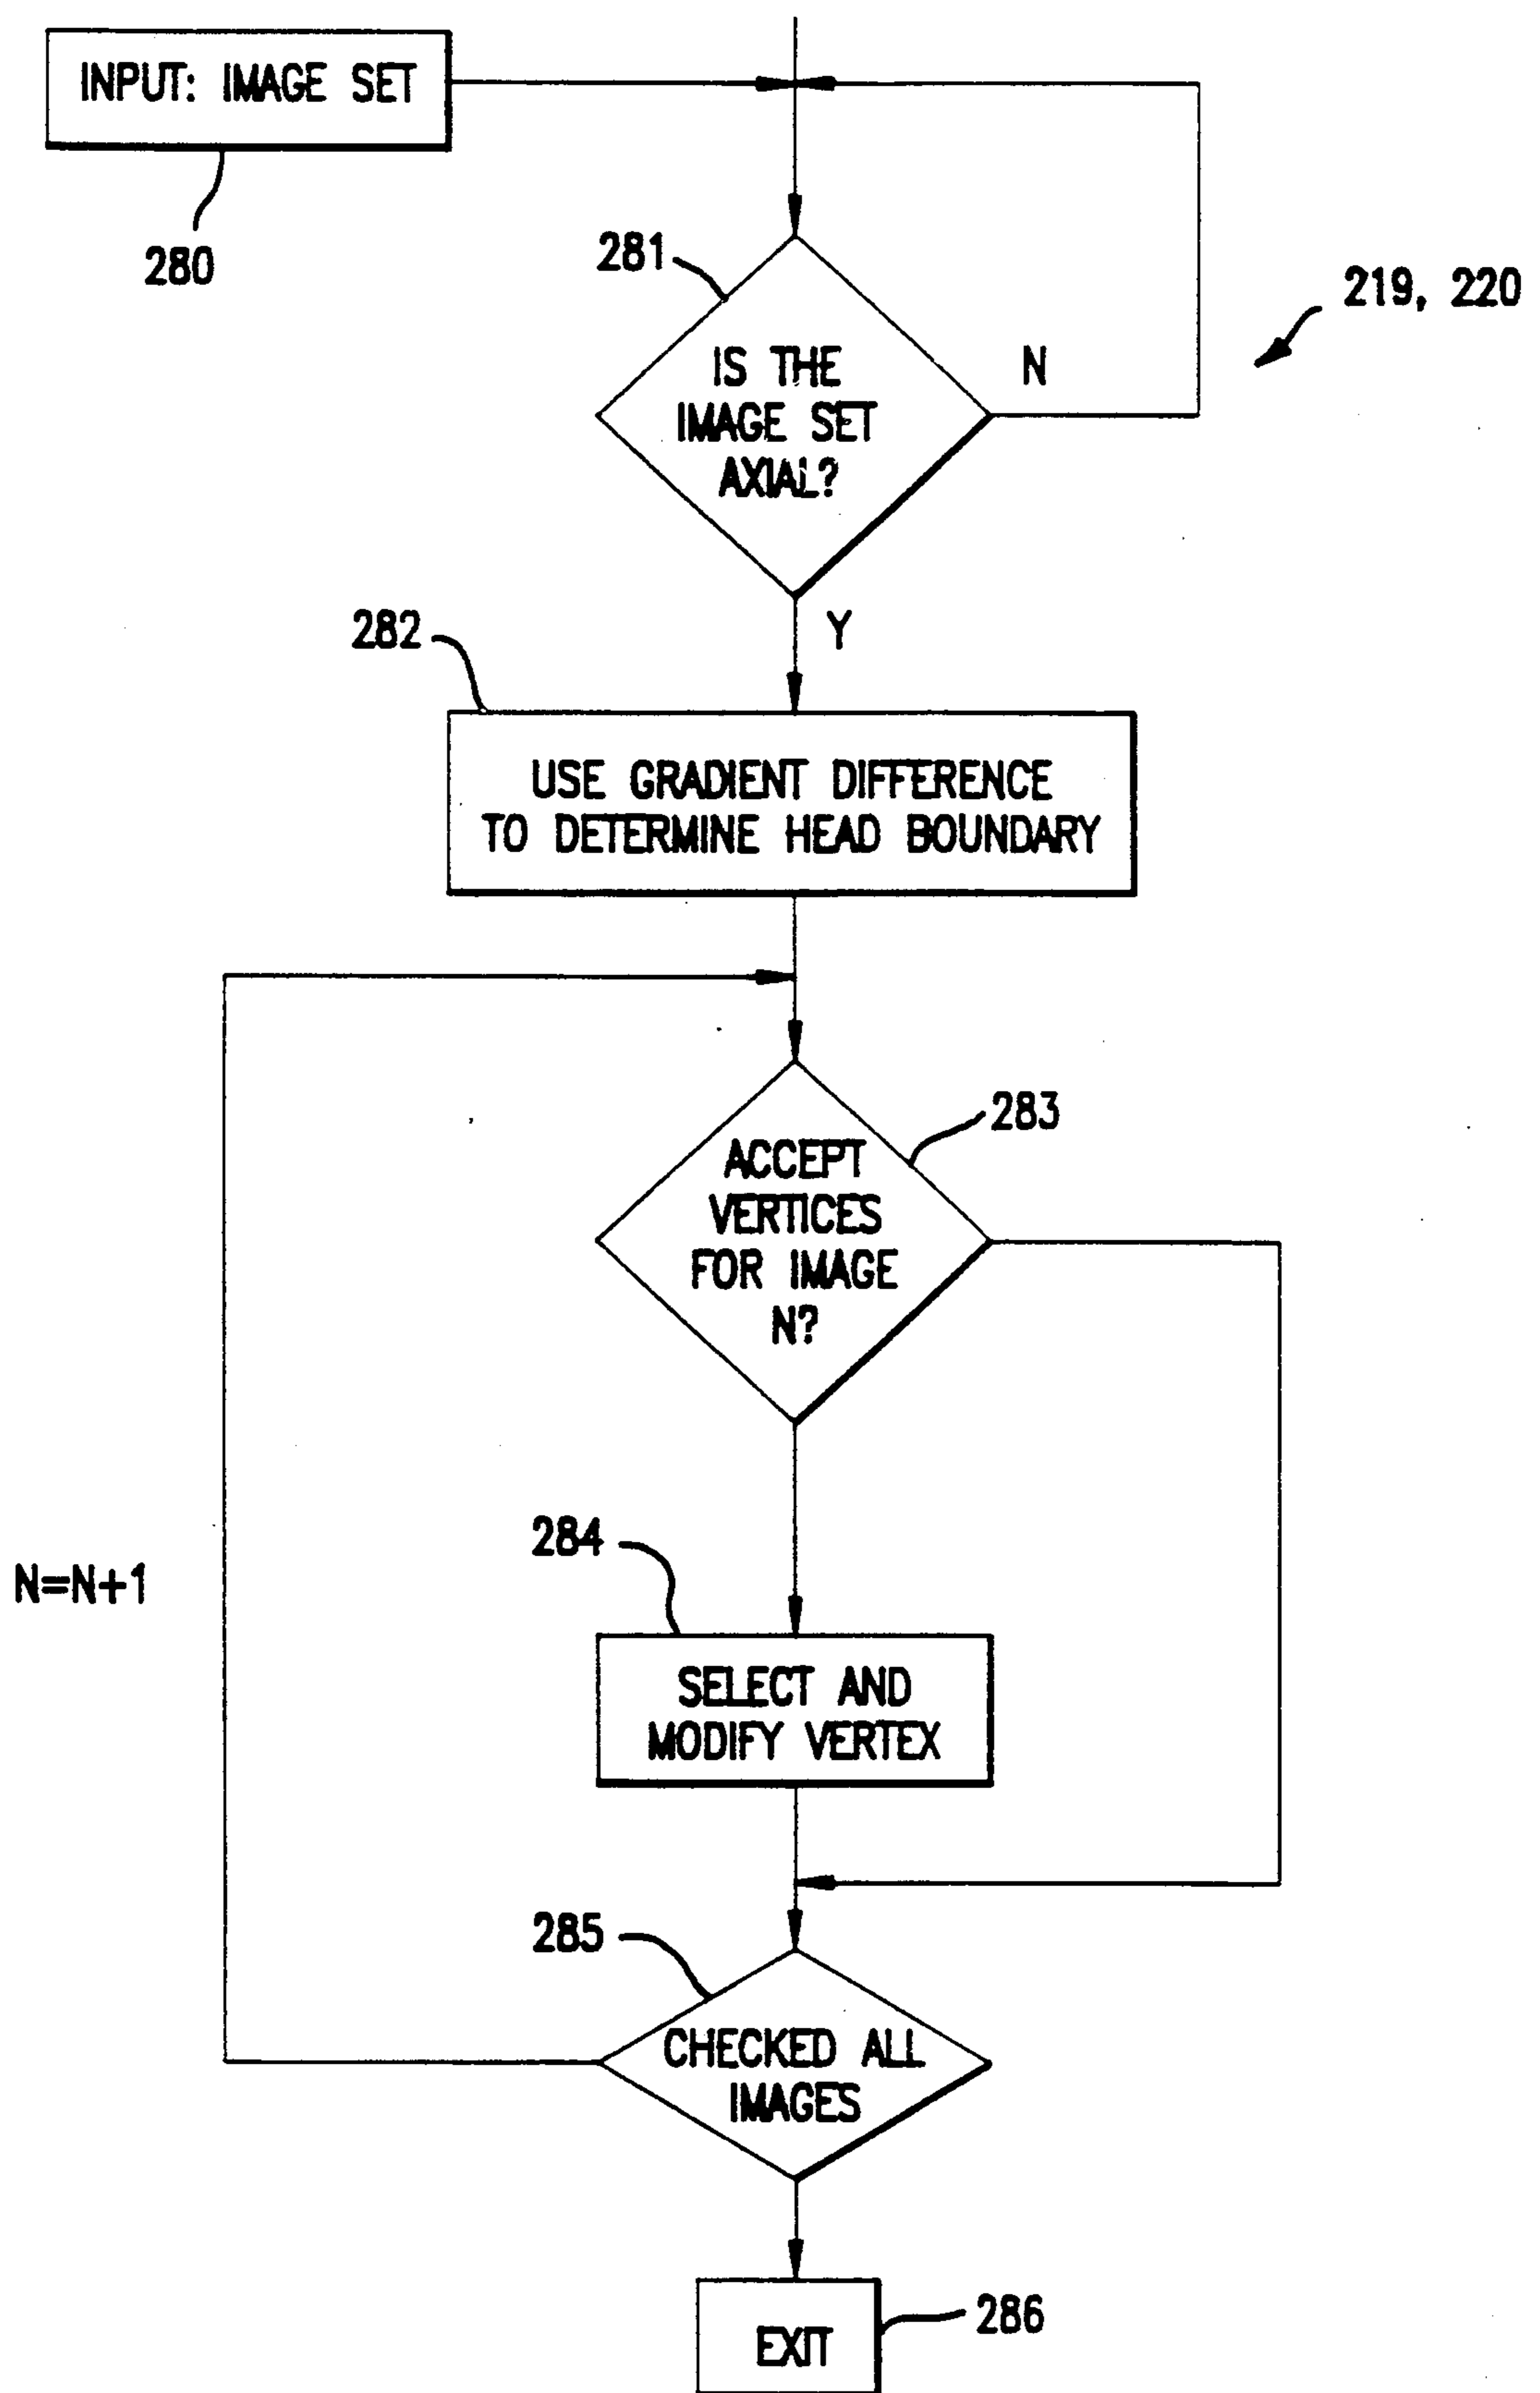 INPUT: IMAGE SET
280
281
219, 220
IS THE
IMAGE SET
AXIAL?
N
Y
282
USE GRADIENT DIFFERENCE
TO DETERMINE HEAD BOUNDARY
283
ACCEPT
VERTICES
FOR IMAGE
N?
284
N=N+1
SELECT AND
MODIFY VERTEX
285
CHECKED ALL
IMAGES
286
EXIT